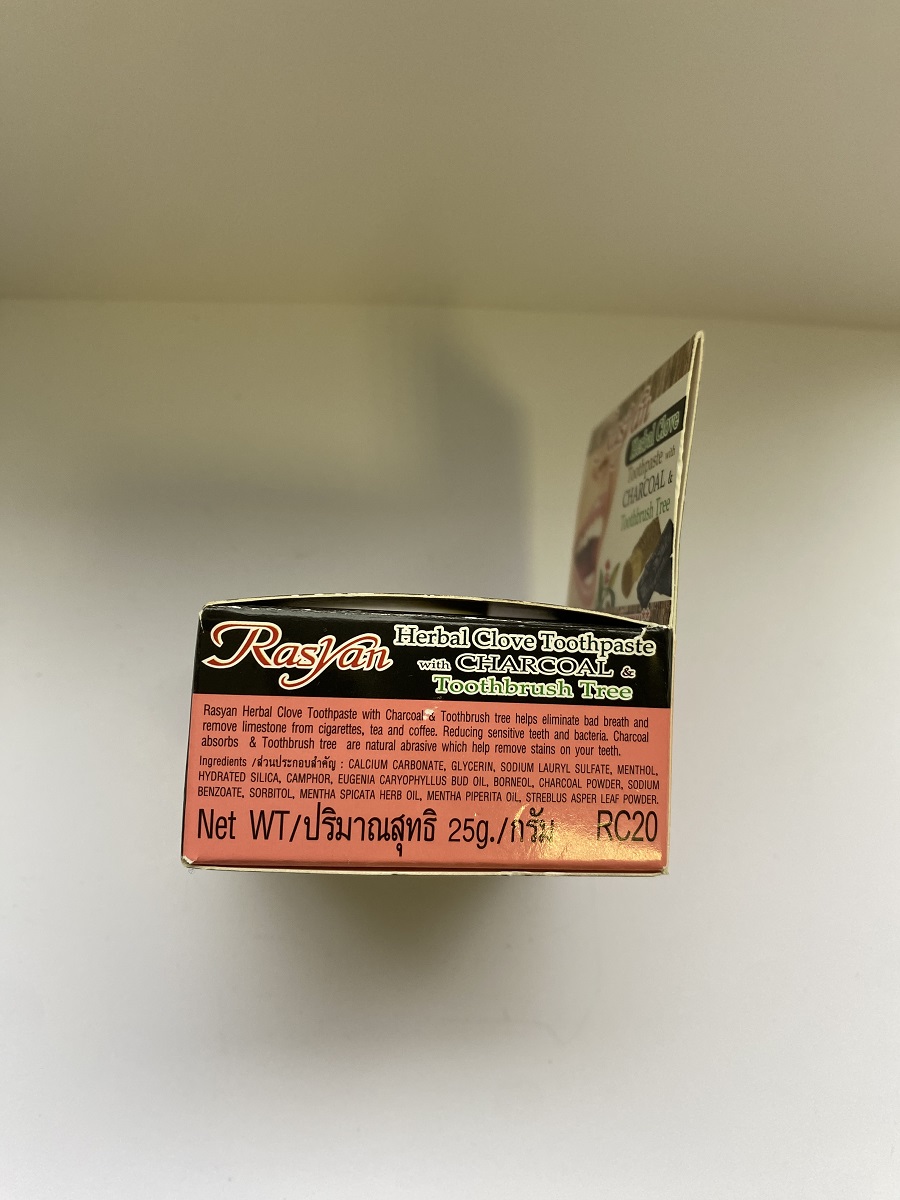 Herbal Clove
Toothpaste with
CHARCOAL &
Toothbrush Tree
Rasyan
Herbal Clove Toothpaste
with CHARCOAL &
Toothbrush Tree
Rasyan Herbal Clove Toothpaste with Charcoal & Toothbrush tree helps eliminate bad breath and
remove limestone from cigarettes, tea and coffee. Reducing sensitive teeth and bacteria. Charcoal
absorbs & Toothbrush tree are natural abrasive which help remove stains on your teeth.
Ingredients /ส่วนประกอบสำคัญ : CALCIUM CARBONATE, GLYCERIN, SODIUM LAURYL SULFATE, MENTHOL,
HYDRATED SILICA, CAMPHOR, EUGENIA CARYOPHYLLUS BUD OIL, BORNEOL, CHARCOAL POWDER, SODIUM
BENZOATE, SORBITOL, MENTHA SPICATA HERB OIL, MENTHA PIPERITA OIL, STREBLUS ASPER LEAF POWDER.
Net WT/ปริมาณสุทธิ 25g./กรัม RC20